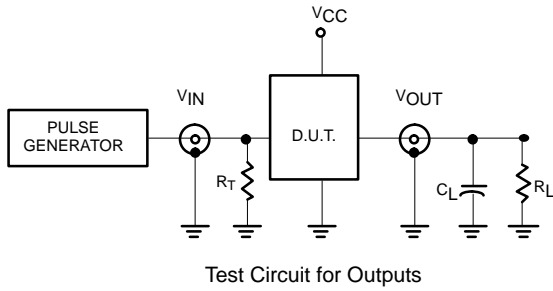 VCC
VIN
VOUT
PULSE
GENERATOR
D.U.T.
RT
CL
RL
Test Circuit for Outputs